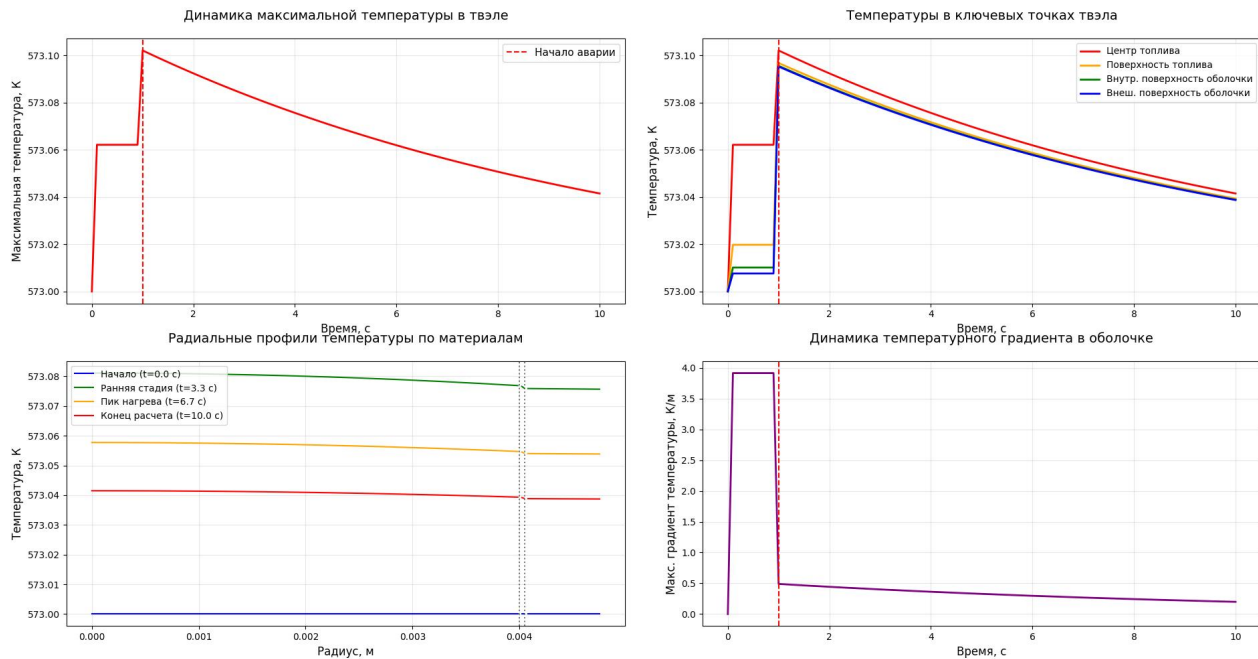 Динамика максимальной температуры в твэле
Максимальная температура, К
573.10
573.08
573.06
573.04
573.02
573.00
Начало аварии
0 2 4 6 8 10
Время, с
Температуры в ключевых точках твэла
Температура, К
573.10
573.08
573.06
573.04
573.02
573.00
Центр топлива
Поверхность топлива
Внутр. поверхность оболочки
Внеш. поверхность оболочки
0 2 4 6 8 10
Время, с
Радиальные профили температуры по материалам
Температура, К
573.08
573.07
573.06
573.05
573.04
573.03
573.02
573.01
573.00
Начало (t=0.0 с)
Ранняя стадия (t=3.3 с)
Пик нагрева (t=6.7 с)
Конец расчета (t=10.0 с)
0.000 0.001 0.002 0.003 0.004
Радиус, м
Динамика температурного градиента в оболочке
Макс. градиент температуры, К/м
4.0
3.5
3.0
2.5
2.0
1.5
1.0
0.5
0.0
0 2 4 6 8 10
Время, с